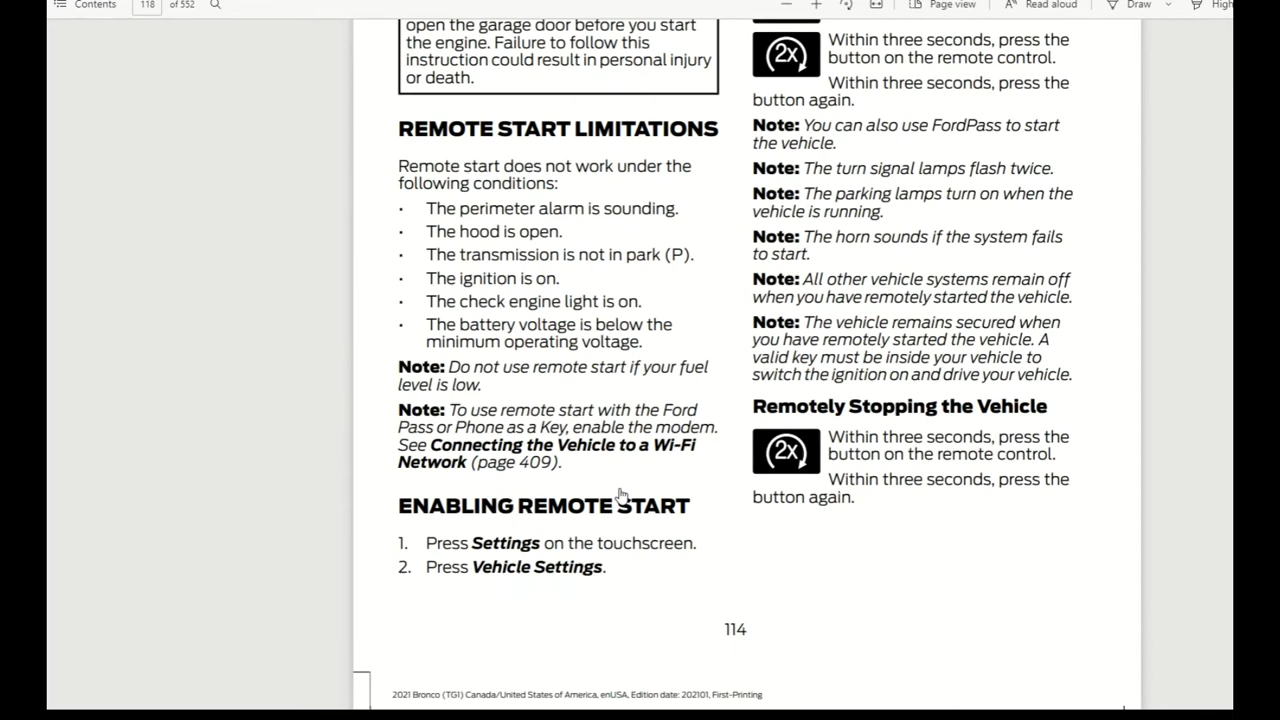 Contents
118
of 552
Page view
Read aloud
Draw
High
open the garage door before you start
the engine. Failure to follow this
instruction could result in personal injury
or death.
REMOTE START LIMITATIONS
Remote start does not work under the
following conditions:
· The perimeter alarm is sounding.
· The hood is open.
· The transmission is not in park (P).
· The ignition is on.
· The check engine light is on.
· The battery voltage is below the
minimum operating voltage.
Note: Do not use remote start if your fuel
level is low.
Note: To use remote start with the Ford
Pass or Phone as a Key, enable the modem.
See Connecting the Vehicle to a Wi-Fi
Network (page 409).
ENABLING REMOTE START
1. Press Settings on the touchscreen.
2. Press Vehicle Settings.
2x
Within three seconds, press the
button on the remote control.
Within three seconds, press the
button again.
Note: You can also use FordPass to start
the vehicle.
Note: The turn signal lamps flash twice.
Note: The parking lamps turn on when the
vehicle is running.
Note: The horn sounds if the system fails
to start.
Note: All other vehicle systems remain off
when you have remotely started the vehicle.
Note: The vehicle remains secured when
you have remotely started the vehicle. A
valid key must be inside your vehicle to
switch the ignition on and drive your vehicle.
Remotely Stopping the Vehicle
2x
Within three seconds, press the
button on the remote control.
Within three seconds, press the
button again.
114
2021 Bronco (TG1) Canada/United States of America, enUSA, Edition date: 202101, First-Printing